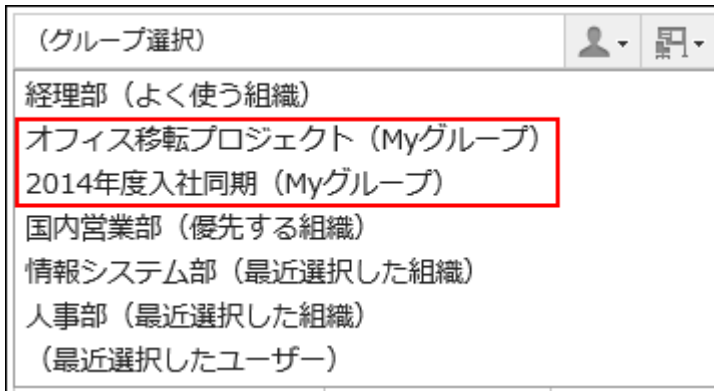 （グループ選択）
経理部（よく使う組織）
オフィス移転プロジェクト（Myグループ）
2014年度入社同期（Myグループ）
国内営業部（優先する組織）
情報システム部（最近選択した組織）
人事部（最近選択した組織）
（最近選択したユーザー）